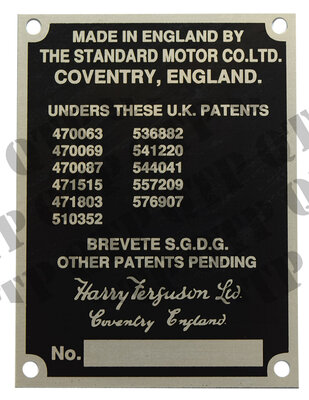 MADE IN ENGLAND BY
THE STANDARD MOTOR CO.LTD.
COVENTRY, ENGLAND.
UNDERS THESE U.K. PATENTS
470063 536882
470069 541220
470087 544041
471515 557209
471803 576907
510352
BREVETE S.G.D.G.
OTHER PATENTS PENDING
Harry Ferguson Ltd.
Coventry England.
No.